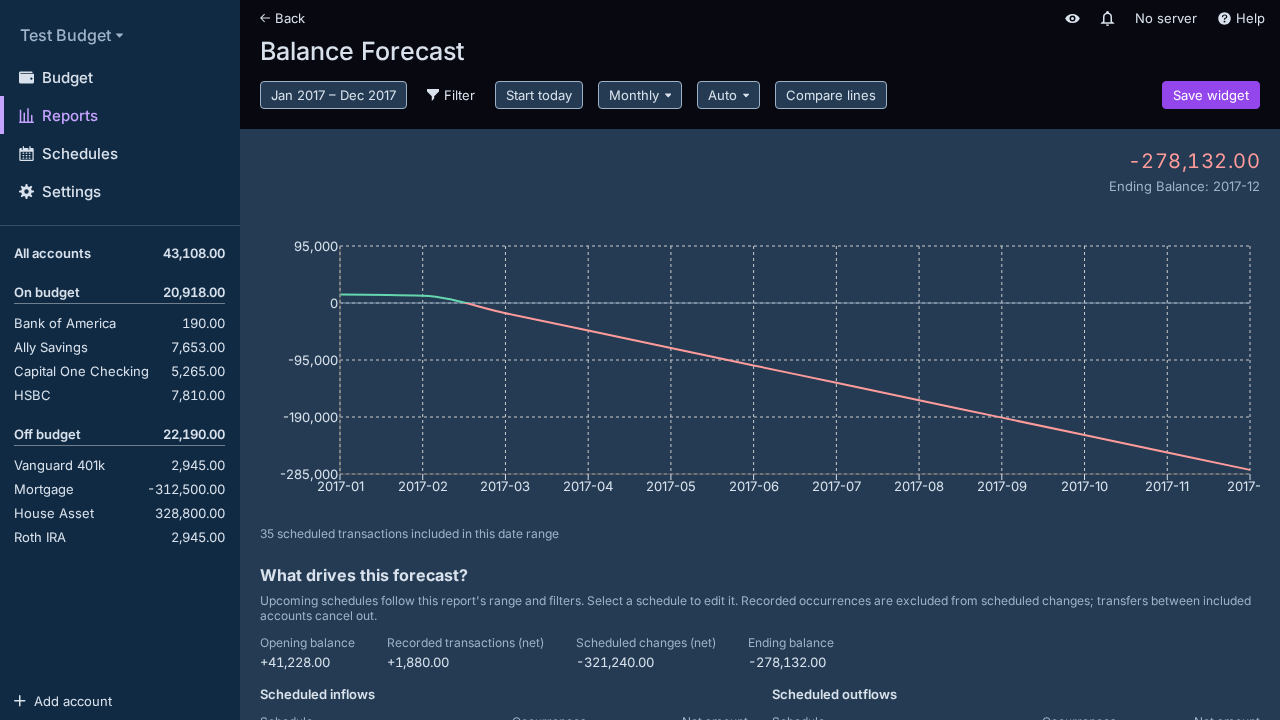 Test Budget
Budget
Reports
Schedules
Settings
All accounts 43,108.00
On budget 20,918.00
Bank of America 190.00
Ally Savings 7,653.00
Capital One Checking 5,265.00
HSBC 7,810.00
Off budget 22,190.00
Vanguard 401k 2,945.00
Mortgage -312,500.00
House Asset 328,800.00
Roth IRA 2,945.00
Add account
Back
No server
Help
Balance Forecast
Jan 2017 – Dec 2017
Filter
Start today
Monthly
Auto
Compare lines
Save widget
-278,132.00
Ending Balance: 2017-12
95,000
0
-95,000
-190,000
-285,000
2017-01 2017-02 2017-03 2017-04 2017-05 2017-06 2017-07 2017-08 2017-09 2017-10 2017-11 2017-
35 scheduled transactions included in this date range
What drives this forecast?
Upcoming schedules follow this report's range and filters. Select a schedule to edit it. Recorded occurrences are excluded from scheduled changes; transfers between included
accounts cancel out.
Opening balance Recorded transactions (net) Scheduled changes (net) Ending balance
+41,228.00 +1,880.00 -321,240.00 -278,132.00
Scheduled inflows Scheduled outflows
Schedule Occurrences Net amount Schedule Occurrences Net amount